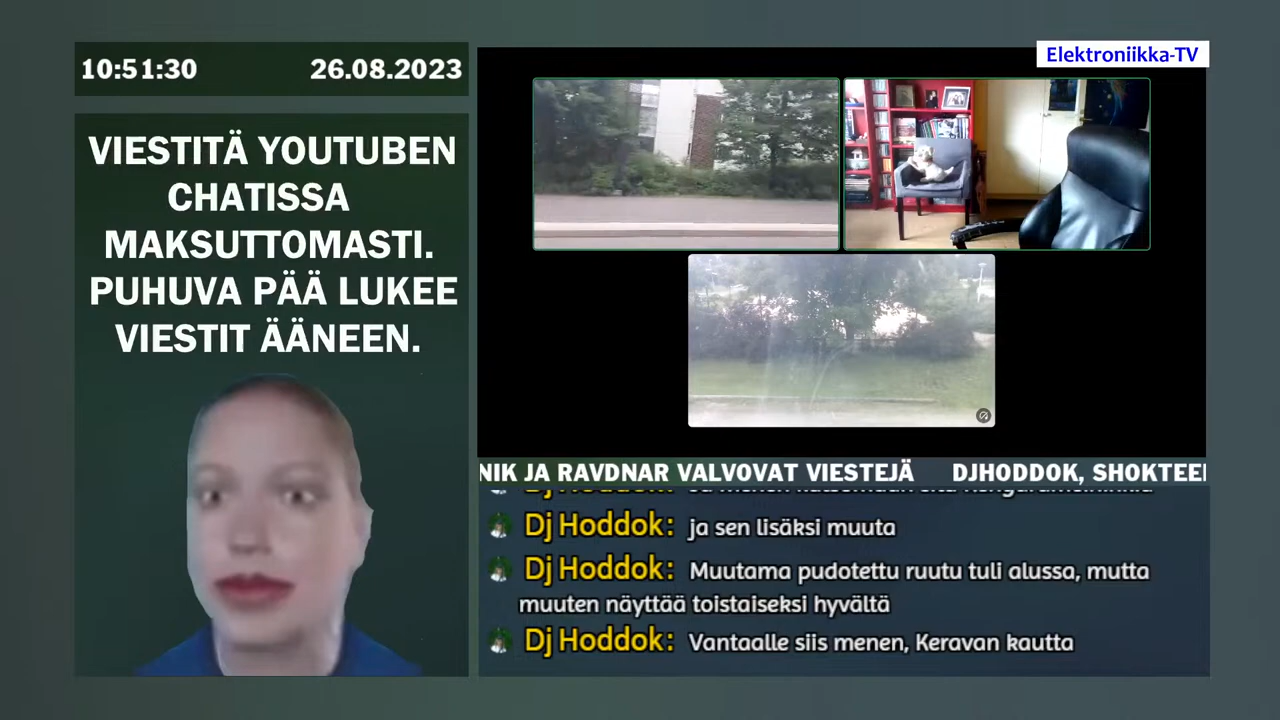 10:51:30 26.08.2023
Elektroniikka-TV
VIESTITÄ YOUTUBEN
CHATISSA
MAKSUTTOMASTI.
PUHUVA PÄÄ LUKEE
VIESTIT ÄÄNEEN.
NIK JA RAVDNAR VALVOVAT VIESTEJÄ DJHODDOK, SHOKTEE
Dj Hoddok:
Dj Hoddok: ja sen lisäksi muuta
Dj Hoddok: Muutama pudotettu ruutu tuli alussa, mutta
muuten näyttää toistaiseksi hyvältä
Dj Hoddok: Vantaalle siis menen, Keravan kautta